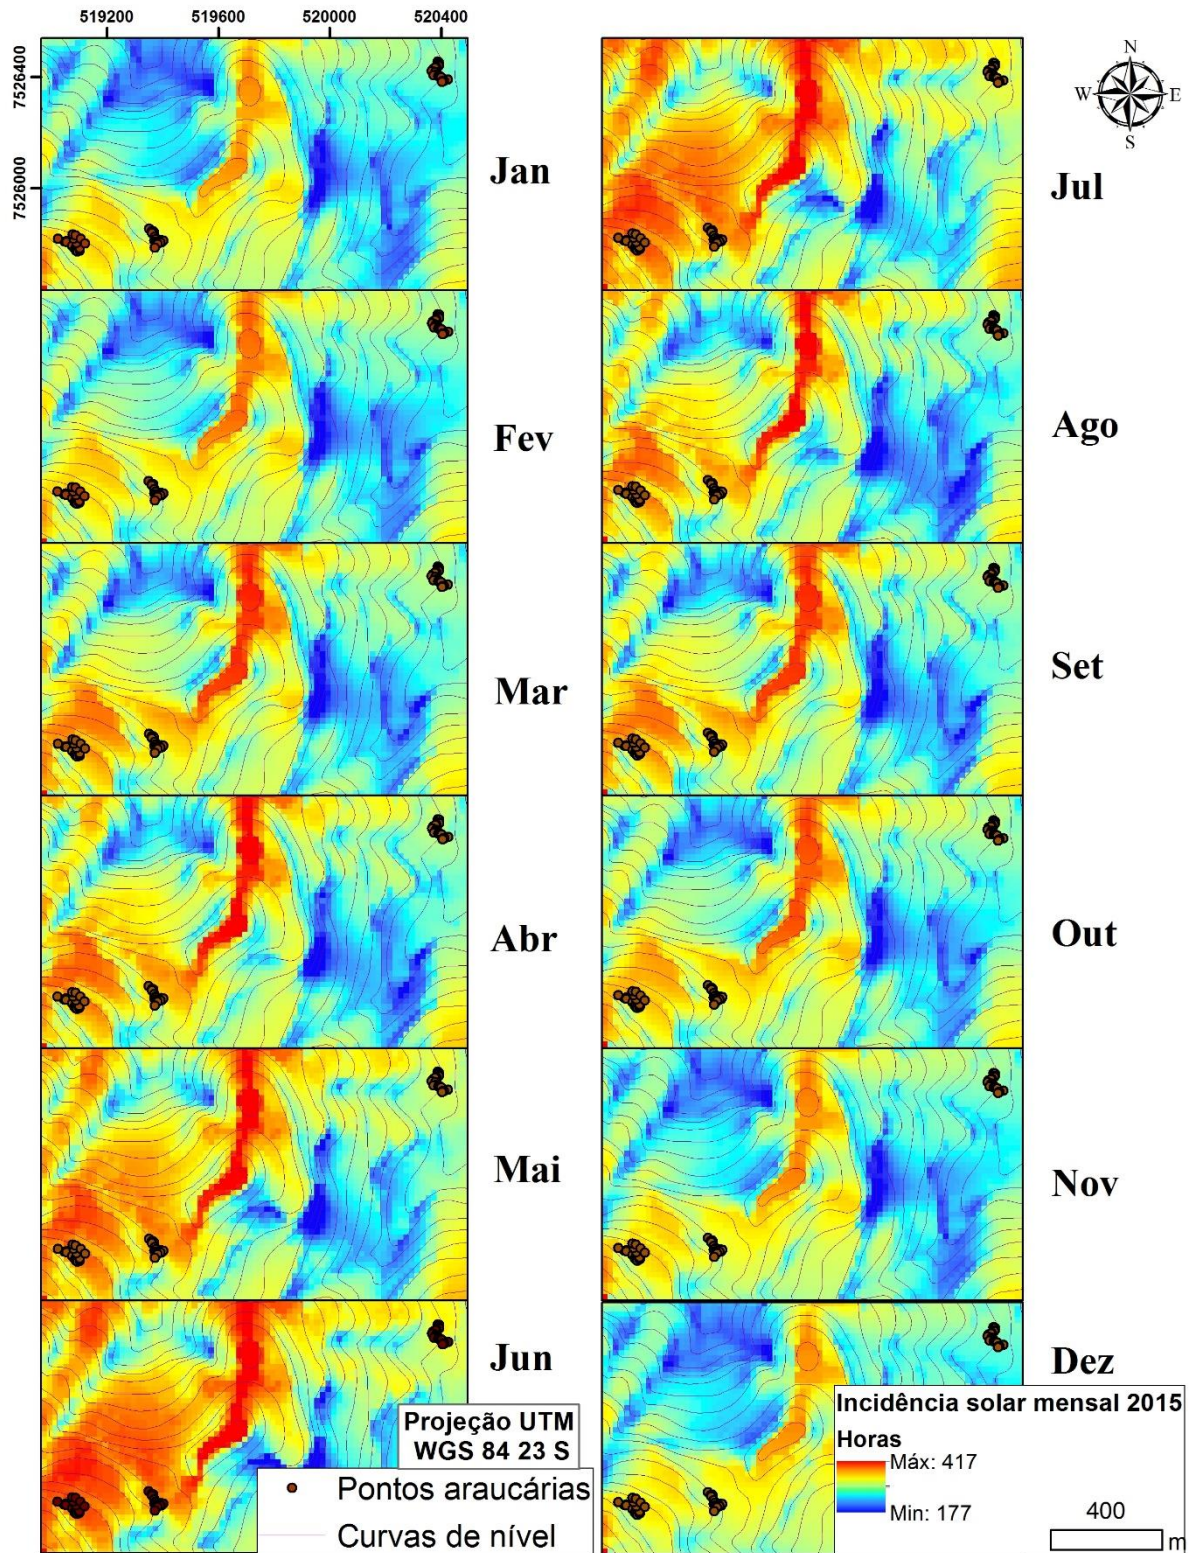 519200 519600 520000 520400
7526400
7526000
N
W E
S
Jan
Jul
Fev
Ago
Mar
Set
Abr
Out
Mai
Nov
Jun
Dez
Projeção UTM
WGS 84 23 S
Pontos araucárias
Curvas de nível
Incidência solar mensal 2015
Horas
Máx: 417
Min: 177
400
m